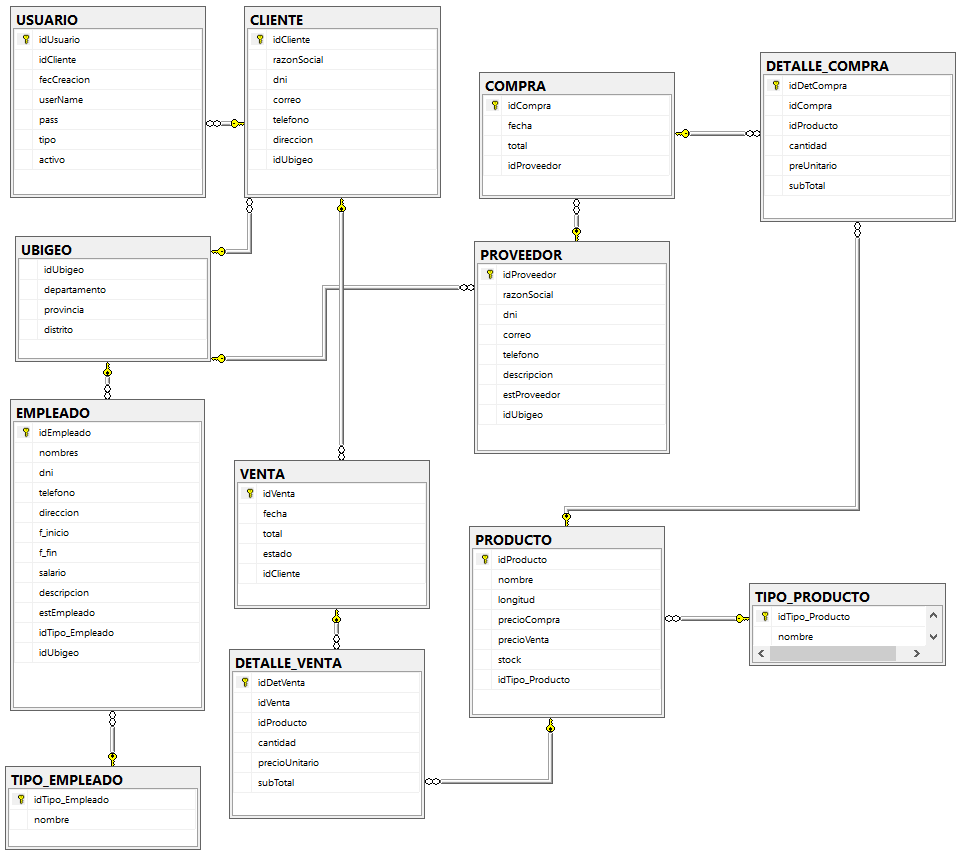 USUARIO
idUsuario
idCliente
fecCreacion
userName
pass
tipo
activo
CLIENTE
idCliente
razonSocial
dni
correo
telefono
direccion
idUbigeo
COMPRA
idCompra
fecha
total
idProveedor
DETALLE_COMPRA
idDetCompra
idCompra
idProducto
cantidad
preUnitario
subTotal
UBIGEO
idUbigeo
departamento
provincia
distrito
PROVEEDOR
idProveedor
razonSocial
dni
correo
telefono
descripcion
estProveedor
idUbigeo
EMPLEADO
idEmpleado
nombres
dni
telefono
direccion
f_inicio
f_fin
salario
descripcion
estEmpleado
idTipo_Empleado
idUbigeo
VENTA
idVenta
fecha
total
estado
idCliente
PRODUCTO
idProducto
nombre
longitud
precioCompra
precioVenta
stock
idTipo_Producto
TIPO_PRODUCTO
idTipo_Producto
nombre
DETALLE_VENTA
idDetVenta
idVenta
idProducto
cantidad
precioUnitario
subTotal
TIPO_EMPLEADO
idTipo_Empleado
nombre